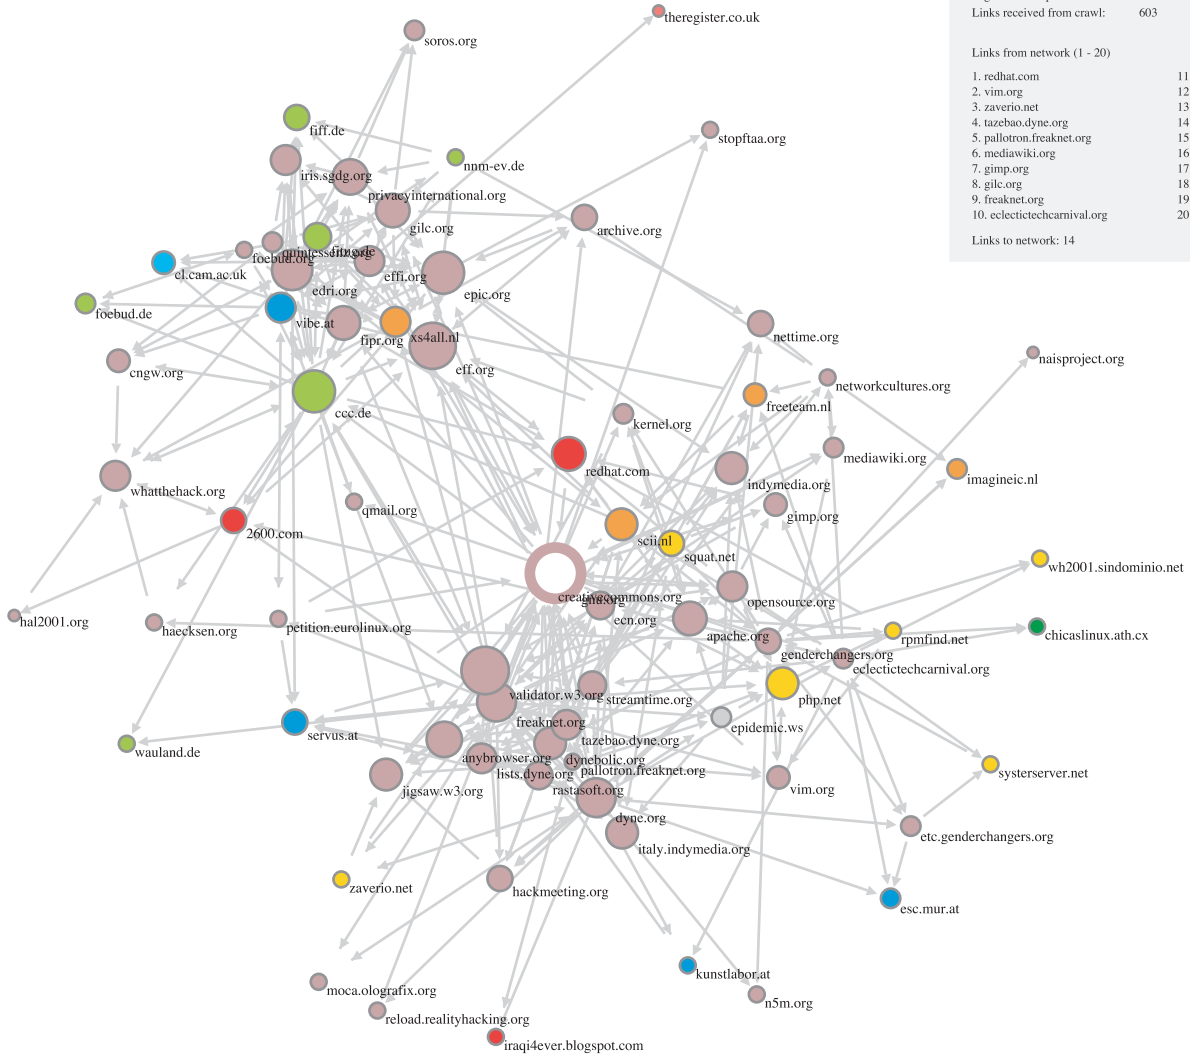 theregister.co.uk
Links received from crawl: 603
soros.org
Links from network (1 - 20)
1. redhat.com 11
2. vim.org 12
3. zaverio.net 13
4. tazebao.dyne.org 14
5. pallotron.freaknet.org 15
6. mediawiki.org 16
7. gimp.org 17
8. gilc.org 18
9. freaknet.org 19
10. eclectictechcarnival.org 20
Links to network: 14
fiff.de
stopftaa.org
nnm-ev.de
iris.sgdg.org
privacyinternational.org
gilc.org
archive.org
quintessenz.org
foebud.org
cl.cam.ac.uk
effi.org
edri.org
epic.org
foebud.de
vibe.at
fipr.org
xs4all.nl
nettime.org
naisproject.org
eff.org
cngw.org
networkcultures.org
freeteam.nl
ccc.de
kernel.org
mediawiki.org
redhat.com
imagineic.nl
indymedia.org
whatthehack.org
qmail.org
gimp.org
2600.com
scii.nl
squat.net
wh2001.sindominio.net
creativecommons.org
gnu.org
opensource.org
ecn.org
hal2001.org
haecksen.org
petition.eurolinux.org
apache.org
rpmfind.net
chicaslinux.ath.cx
genderchangers.org
eclectictechcarnival.org
validator.w3.org
streamtime.org
php.net
freaknet.org
epidemic.ws
servus.at
tazebao.dyne.org
wauland.de
anybrowser.org
dynebolic.org
lists.dyne.org
pallotron.freaknet.org
systerserver.net
jigsaw.w3.org
rastasoft.org
vim.org
dyne.org
etc.genderchangers.org
italy.indymedia.org
zaverio.net
hackmeeting.org
esc.mur.at
kunstlabor.at
moca.olografix.org
n5m.org
reload.realityhacking.org
iraqi4ever.blogspot.com